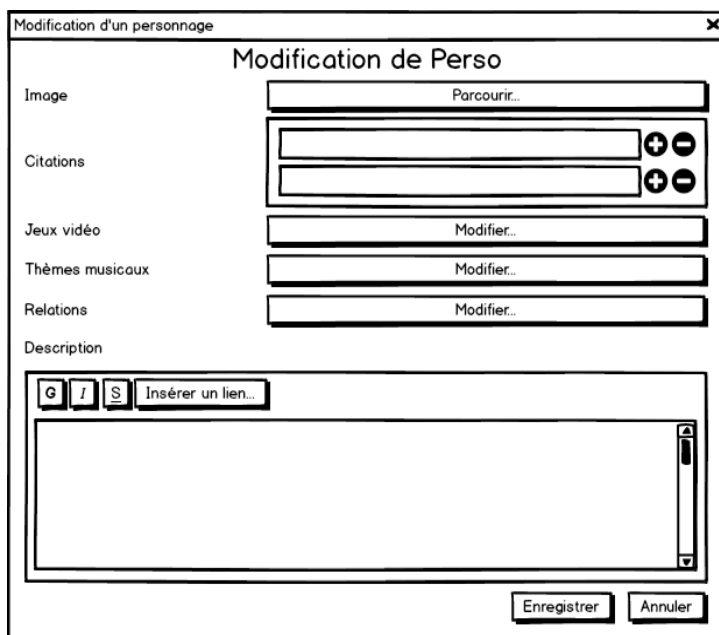 Modification d'un personnage
Modification de Perso
Image Parcourir...
Citations
Jeux vidéo Modifier...
Thèmes musicaux Modifier...
Relations Modifier...
Description
G I S Insérer un lien...
Enregistrer Annuler